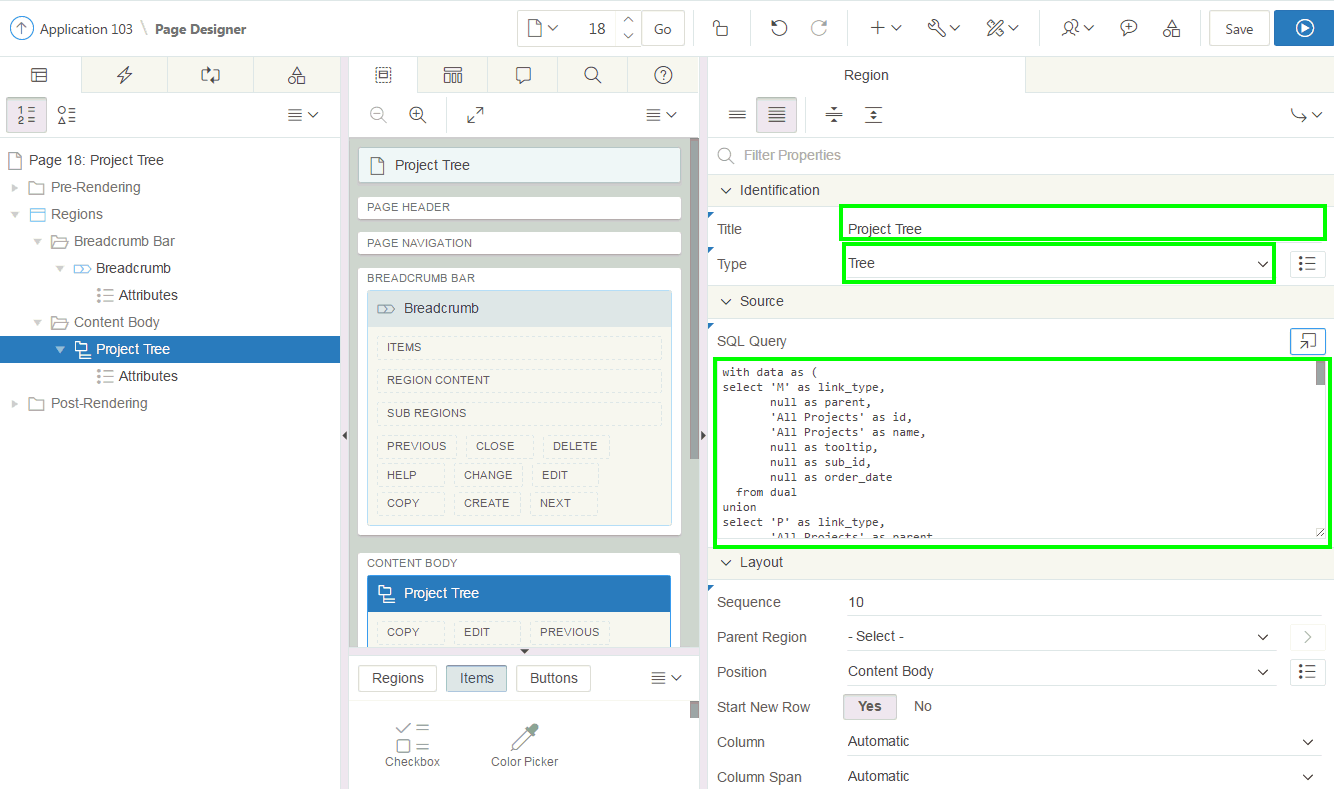 Application 103 \ Page Designer
18
Go
Save
Page 18: Project Tree
Pre-Rendering
Regions
Breadcrumb Bar
Breadcrumb
Attributes
Content Body
Project Tree
Attributes
Post-Rendering
Project Tree
PAGE HEADER
PAGE NAVIGATION
BREADCRUMB BAR
Breadcrumb
ITEMS
REGION CONTENT
SUB REGIONS
PREVIOUS CLOSE DELETE
HELP CHANGE EDIT
COPY CREATE NEXT
CONTENT BODY
Project Tree
COPY EDIT PREVIOUS
Regions Items Buttons
Checkbox Color Picker
Region
Filter Properties
Identification
Title Project Tree
Type Tree
Source
SQL Query
with data as (
select 'M' as link_type,
null as parent,
'All Projects' as id,
'All Projects' as name,
null as tooltip,
null as sub_id,
null as order_date
from dual
union
select 'P' as link_type,
'All Projects' as parent
Layout
Sequence 10
Parent Region - Select -
Position Content Body
Start New Row Yes No
Column Automatic
Column Span Automatic